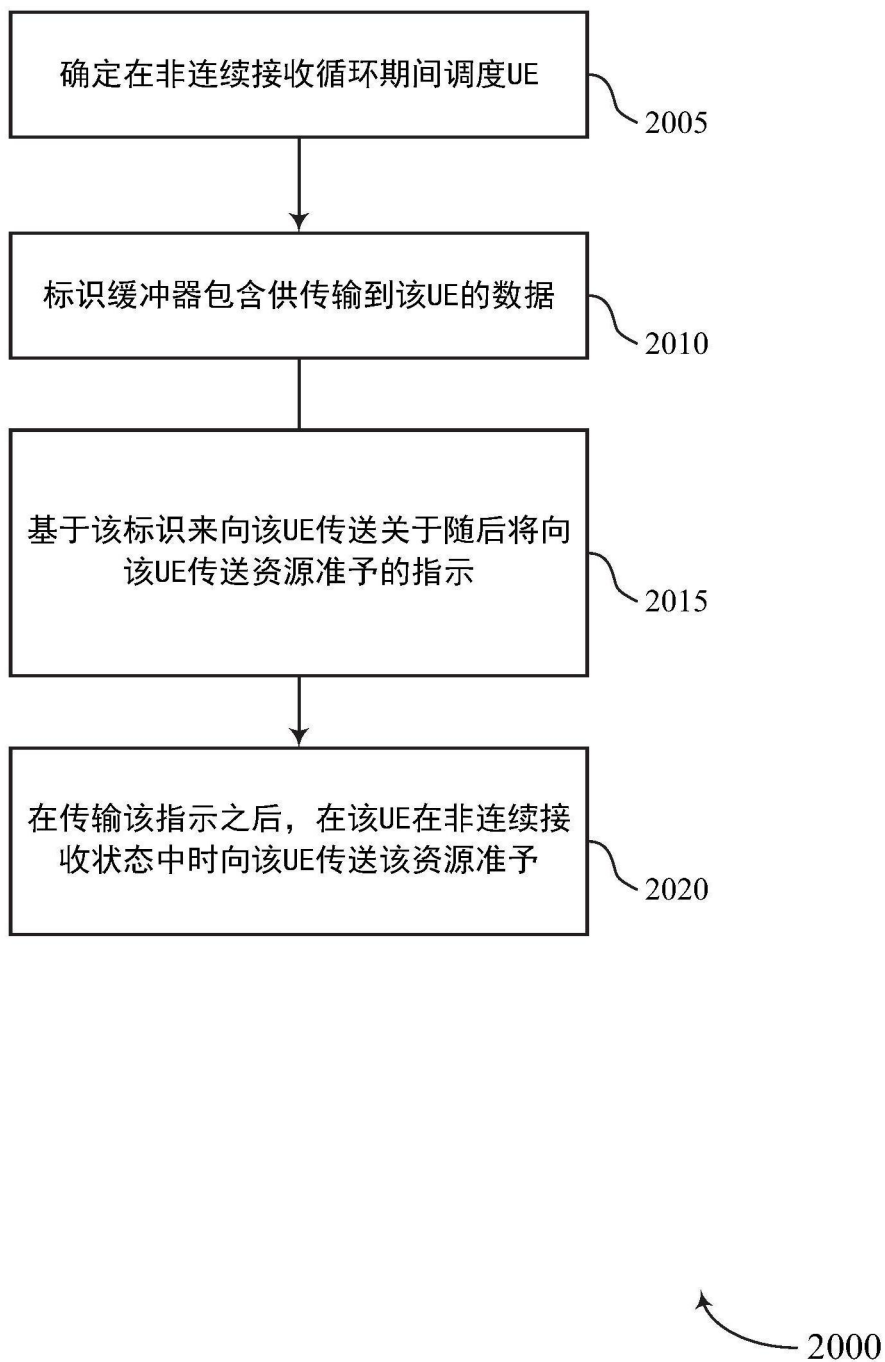 确定在非连续接收循环期间调度UE
2005
标识缓冲器包含供传输到该UE的数据
2010
基于该标识来向该UE传送关于随后将向
该UE传送资源准予的指示
2015
在传输该指示之后，在该UE在非连续接
收状态中时向该UE传送该资源准予
2020
2000